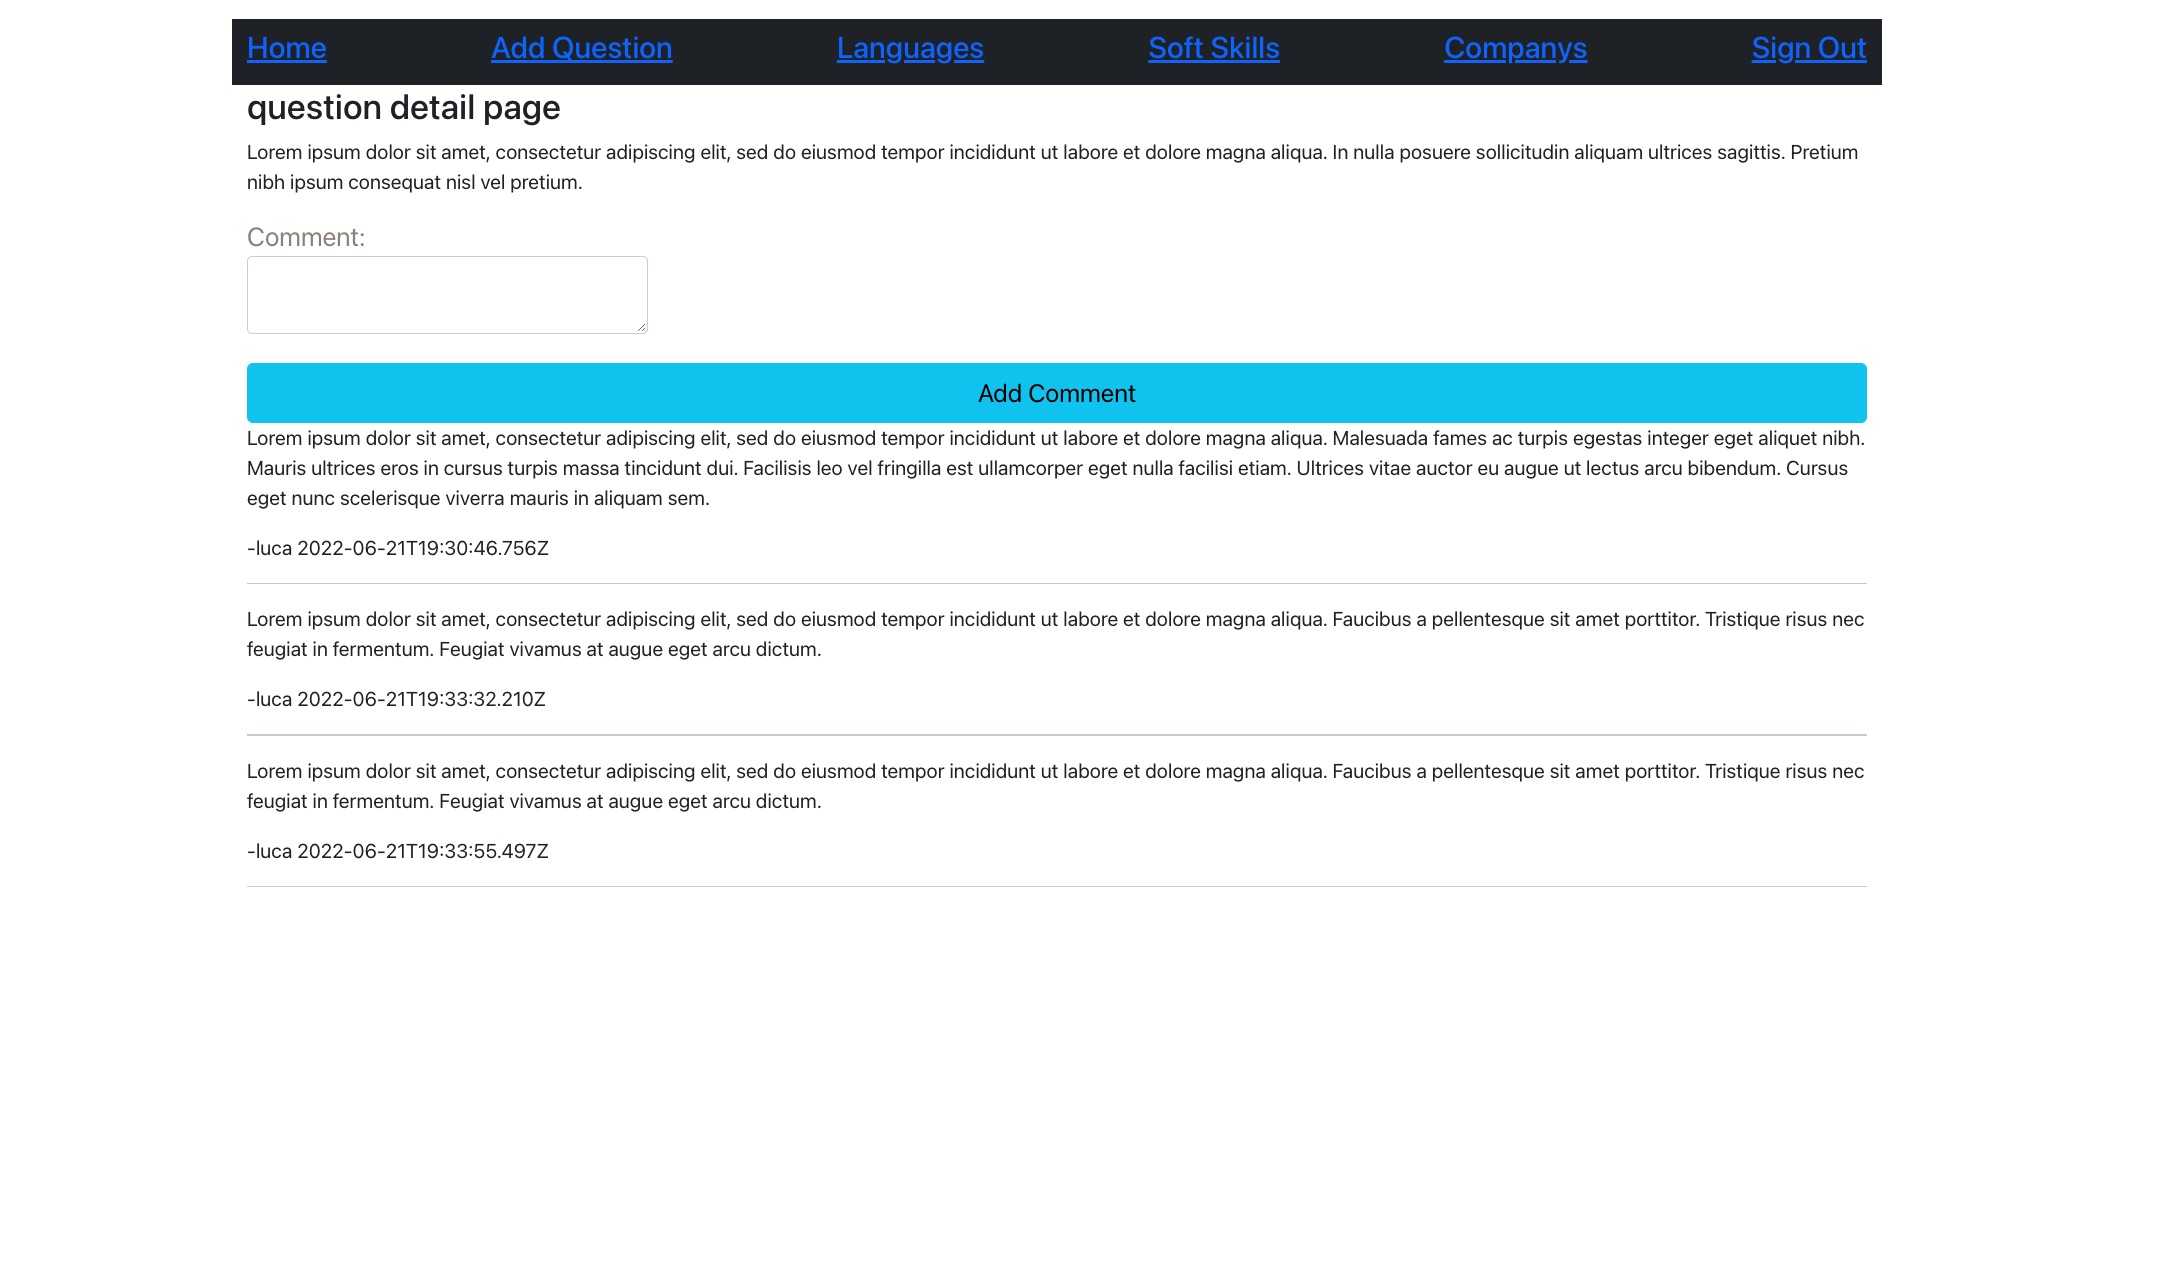 Home Add Question Languages Soft Skills Companys Sign Out
question detail page
Lorem ipsum dolor sit amet, consectetur adipiscing elit, sed do eiusmod tempor incididunt ut labore et dolore magna aliqua. In nulla posuere sollicitudin aliquam ultrices sagittis. Pretium
nibh ipsum consequat nisl vel pretium.
Comment:
Add Comment
Lorem ipsum dolor sit amet, consectetur adipiscing elit, sed do eiusmod tempor incididunt ut labore et dolore magna aliqua. Malesuada fames ac turpis egestas integer eget aliquet nibh.
Mauris ultrices eros in cursus turpis massa tincidunt dui. Facilisis leo vel fringilla est ullamcorper eget nulla facilisi etiam. Ultrices vitae auctor eu augue ut lectus arcu bibendum. Cursus
eget nunc scelerisque viverra mauris in aliquam sem.
-luca 2022-06-21T19:30:46.756Z
Lorem ipsum dolor sit amet, consectetur adipiscing elit, sed do eiusmod tempor incididunt ut labore et dolore magna aliqua. Faucibus a pellentesque sit amet porttitor. Tristique risus nec
feugiat in fermentum. Feugiat vivamus at augue eget arcu dictum.
-luca 2022-06-21T19:33:32.210Z
Lorem ipsum dolor sit amet, consectetur adipiscing elit, sed do eiusmod tempor incididunt ut labore et dolore magna aliqua. Faucibus a pellentesque sit amet porttitor. Tristique risus nec
feugiat in fermentum. Feugiat vivamus at augue eget arcu dictum.
-luca 2022-06-21T19:33:55.497Z